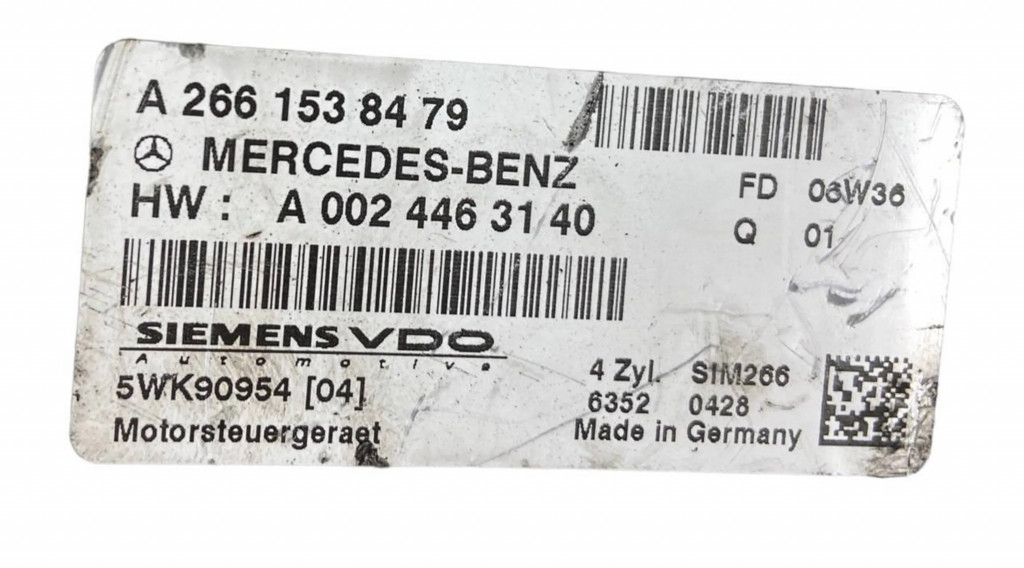 A 266 153 84 79
MERCEDES-BENZ
HW : A 002 446 31 40
FD 06W36
Q 01
SIEMENS VDO
Automotive
5WK90954 [04]
Motorsteuergeraet
4 Zyl. SIM266
6352 0428
Made in Germany